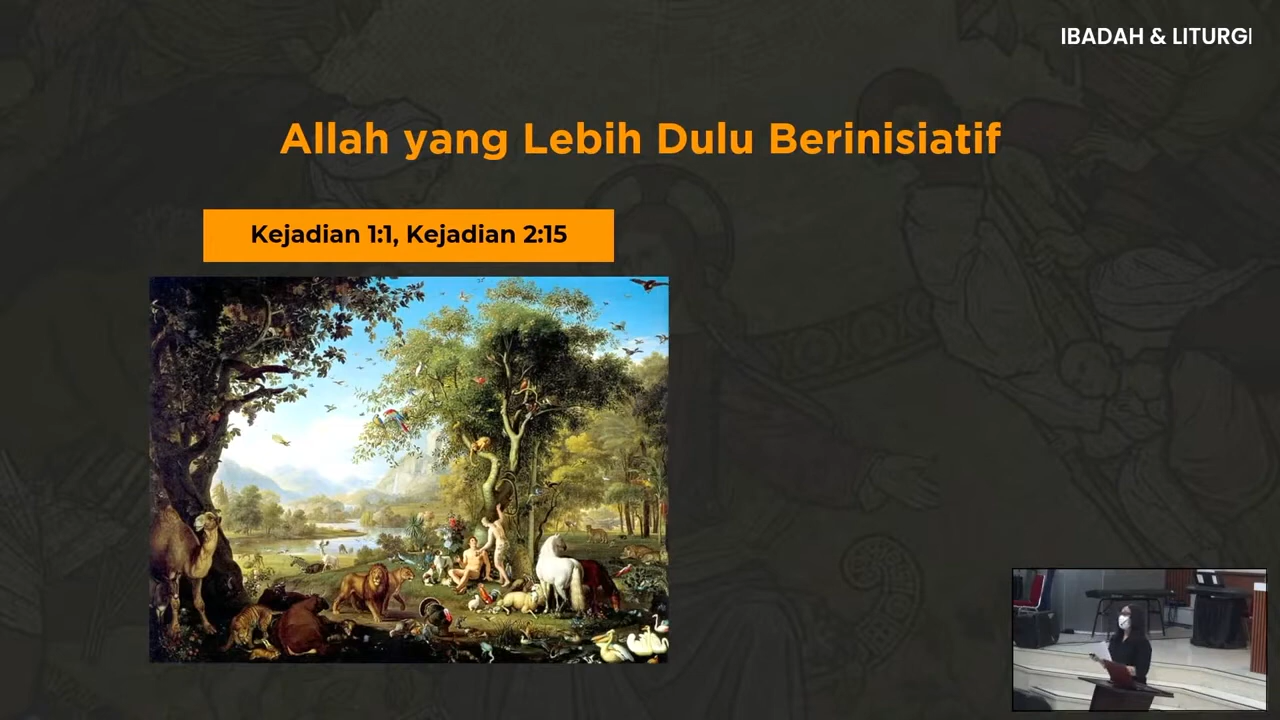 IBADAH & LITURGI
Allah yang Lebih Dulu Berinisiatif
Kejadian 1:1, Kejadian 2:15